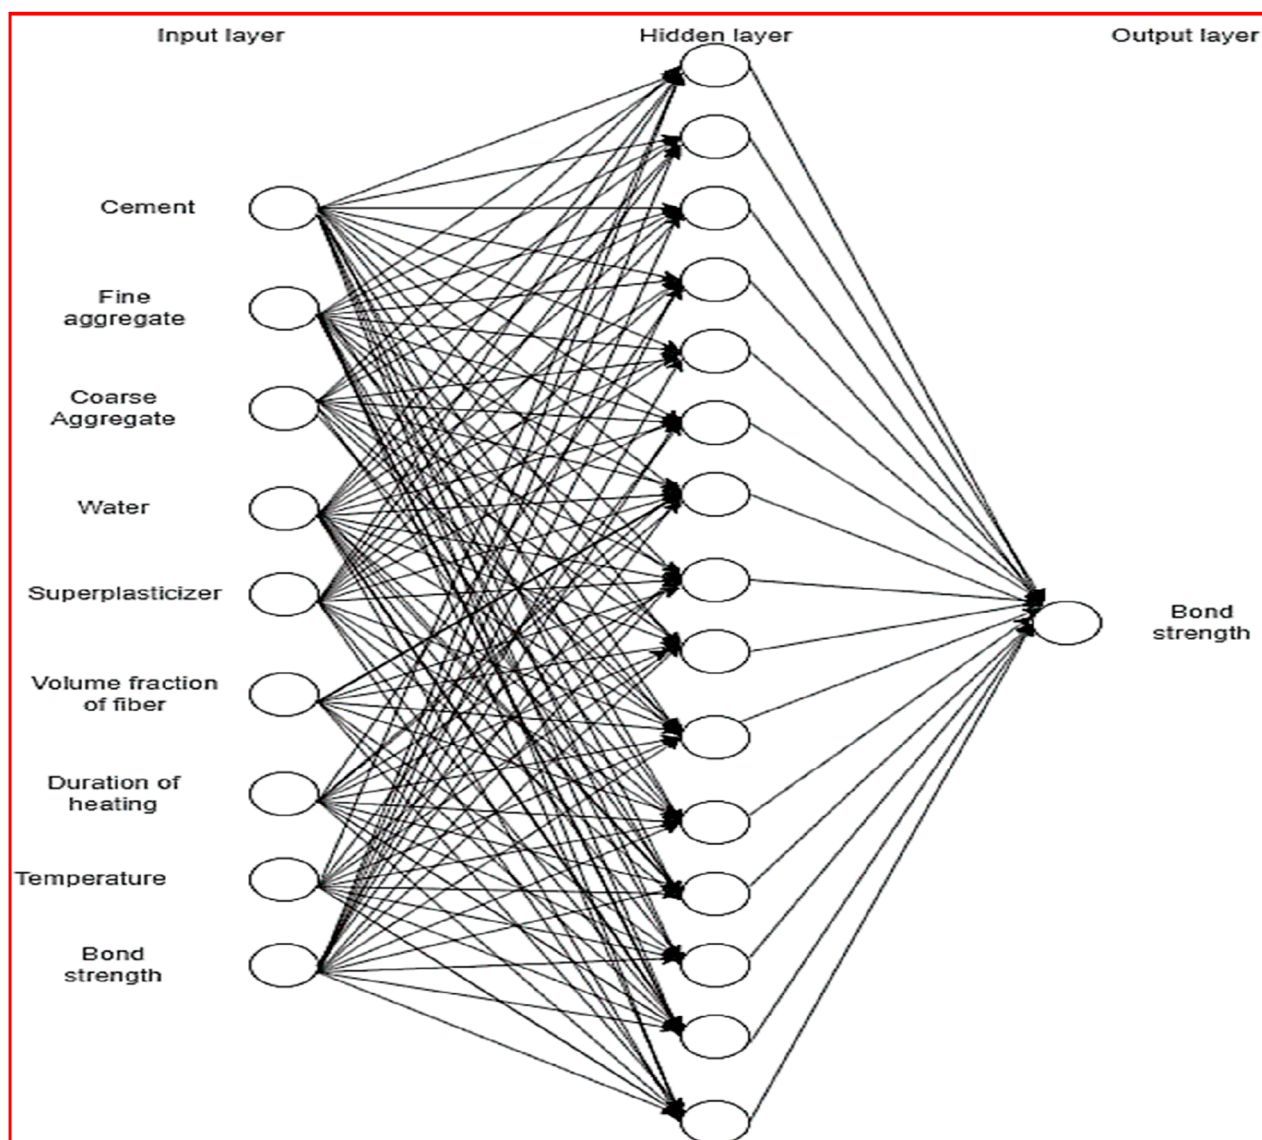 Input layer
Hidden layer
Output layer
Cement
Fine
aggregate
Coarse
Aggregate
Water
Superplasticizer
Volume fraction
of fiber
Duration of
heating
Temperature
Bond
strength
Bond
strength